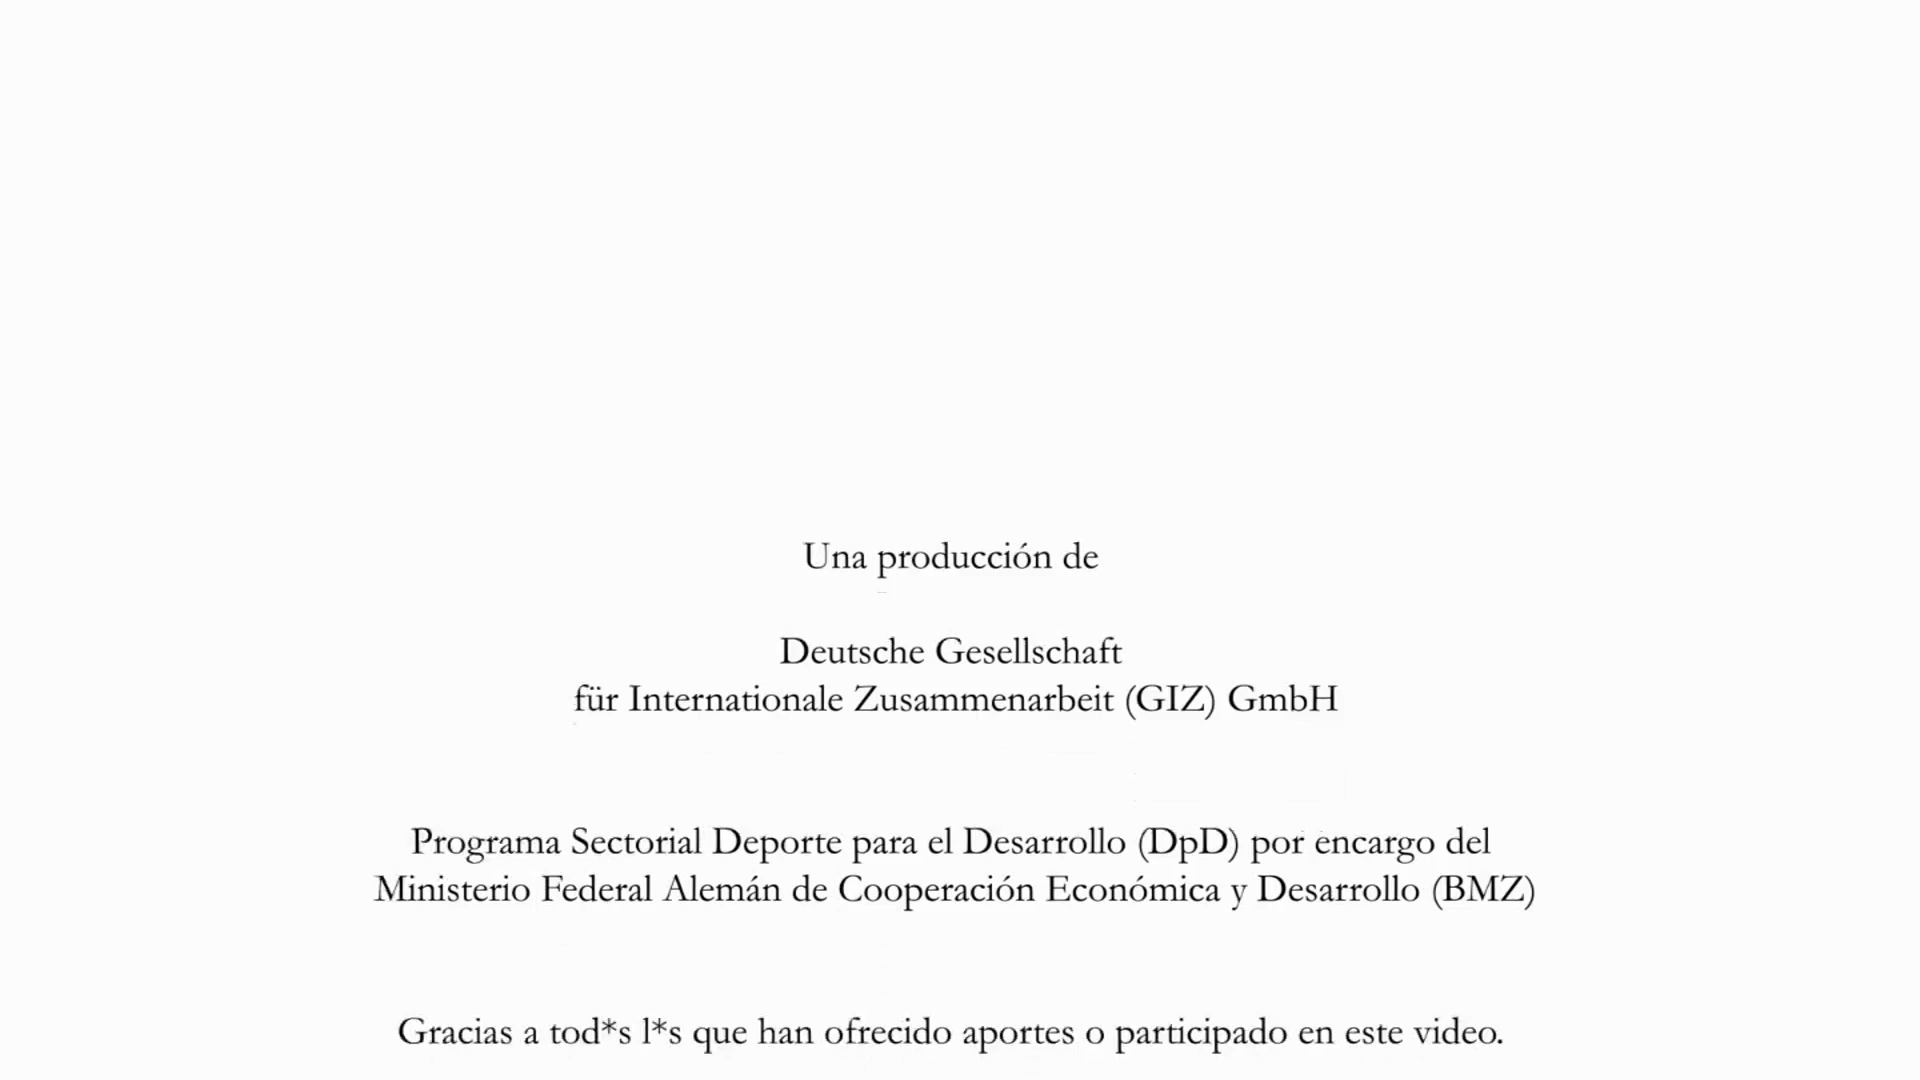 Una producción de
Deutsche Gesellschaft
für Internationale Zusammenarbeit (GIZ) GmbH
Programa Sectorial Deporte para el Desarrollo (DpD) por encargo del
Ministerio Federal Alemán de Cooperación Económica y Desarrollo (BMZ)
Gracias a tod*s l*s que han ofrecido aportes o participado en este video.